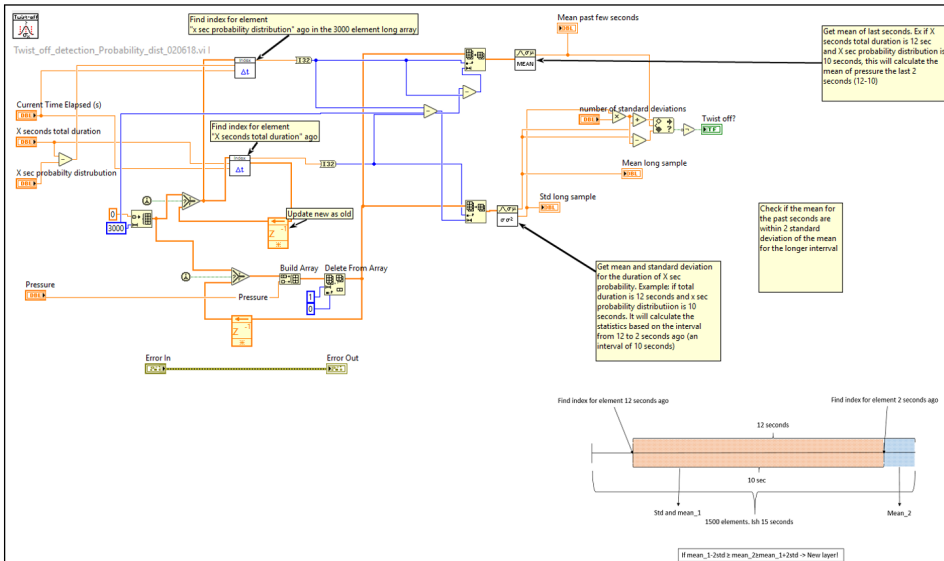 Twist-off
Twist_off_detection_Probability_dist_020618.vi
Find index for element
"x sec probability distribution" ago in the 3000 element long array
Index
Δt
I32
Mean past few seconds
DBL
MEAN
Get mean of last seconds. Ex if X
seconds total duration is 12 sec
and X sec probability distribution is
10 seconds, this will calculate the
mean of pressure the last 2
seconds (12-10)
Current Time Elapsed (s)
DBL
X seconds total duration
DBL
X sec probabilty distrubution
DBL
Find index for element
"X seconds total duration" ago
Index
Δt
I32
number of standard deviations
DBL
Twist off?
TF
Mean long sample
DBL
Std long sample
DBL
0
3000
Update new as old
Z⁻¹
σ σ²
Check if the mean for
the past seconds are
within 2 standard
deviation of the mean
for the longer interval
Pressure
DBL
Build Array
Delete From Array
Pressure
1
0
Z⁻¹
Get mean and standard deviation
for the duration of X sec
probability. Example: if total
duration is 12 seconds and x sec
probability distributiion is 10
seconds. It will calculate the
statistics based on the interval
from 12 to 2 seconds ago (an
interval of 10 seconds)
Error In
Error Out
Find index for element 12 seconds ago
Find index for element 2 seconds ago
12 seconds
10 sec
Std and mean_1
1500 elements. Ish 15 seconds
Mean_2
If mean_1-2std ≥ mean_2≥mean_1+2std -> New layer!